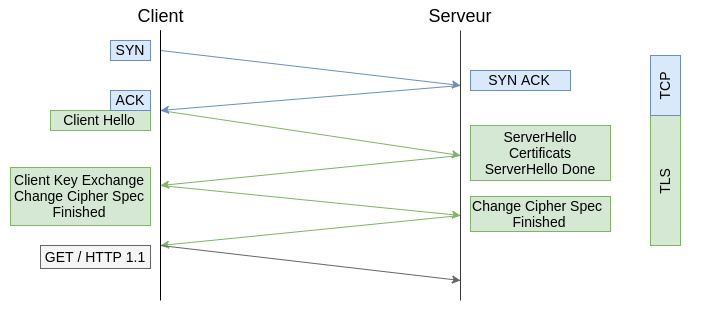 Client
Serveur
SYN
SYN ACK
TCP
ACK
Client Hello
ServerHello
Certificats
ServerHello Done
TLS
Client Key Exchange
Change Cipher Spec
Finished
Change Cipher Spec
Finished
GET / HTTP 1.1